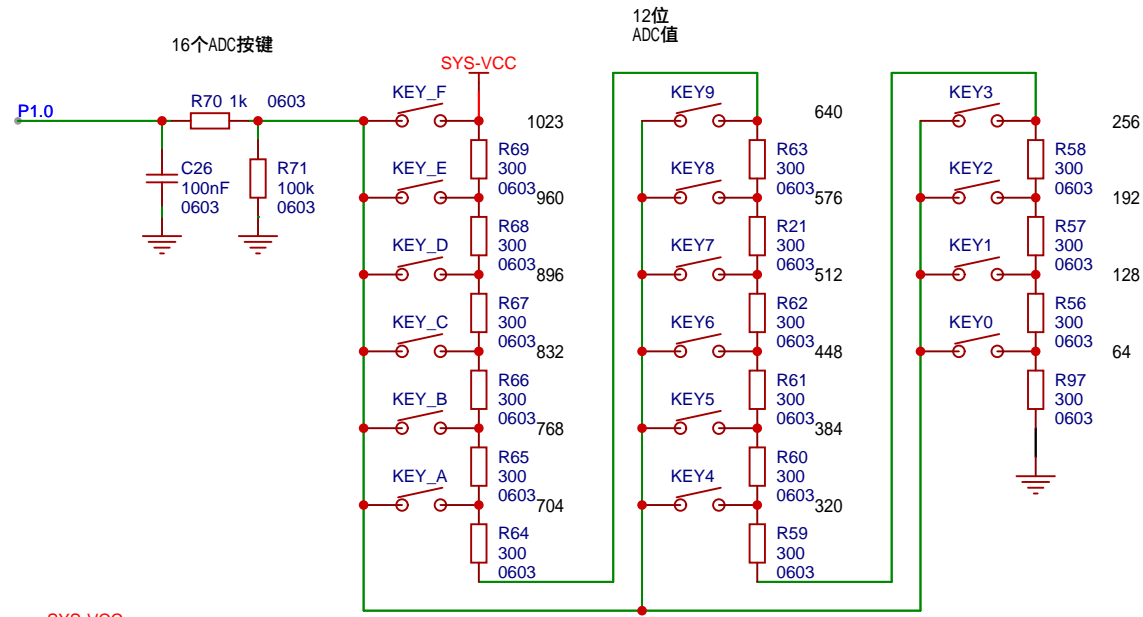 16个ADC按键
12位
ADC值
SYS-VCC
P1.0
R70 1k 0603
C26
100nF
0603
R71
100k
0603
KEY_F
1023
R69
300
0603
KEY_E
960
R68
300
0603
KEY_D
896
R67
300
0603
KEY_C
832
R66
300
0603
KEY_B
768
R65
300
0603
KEY_A
704
R64
300
0603
KEY9
640
R63
300
0603
KEY8
576
R21
300
0603
KEY7
512
R62
300
0603
KEY6
448
R61
300
0603
KEY5
384
R60
300
0603
KEY4
320
R59
300
0603
KEY3
256
R58
300
0603
KEY2
192
R57
300
0603
KEY1
128
R56
300
0603
KEY0
64
R97
300
0603
SYS-VCC